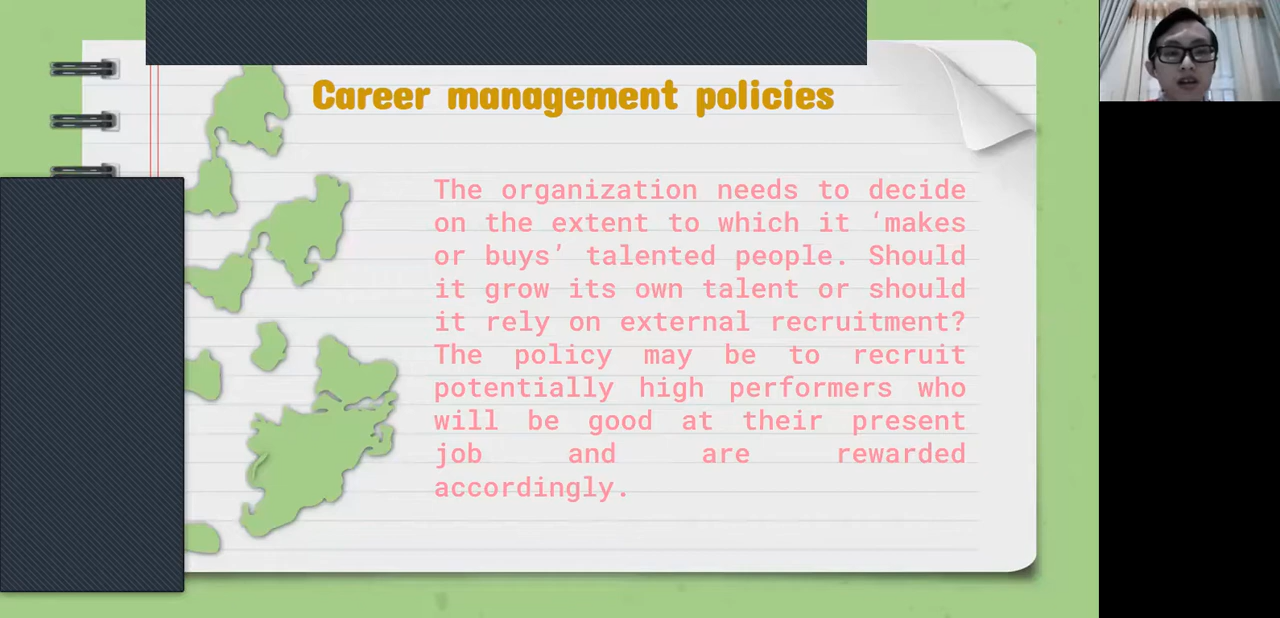 Career management policies
The organization needs to decide
on the extent to which it ‘makes
or buys’ talented people. Should
it grow its own talent or should
it rely on external recruitment?
The policy may be to recruit
potentially high performers who
will be good at their present
job and are rewarded
accordingly.